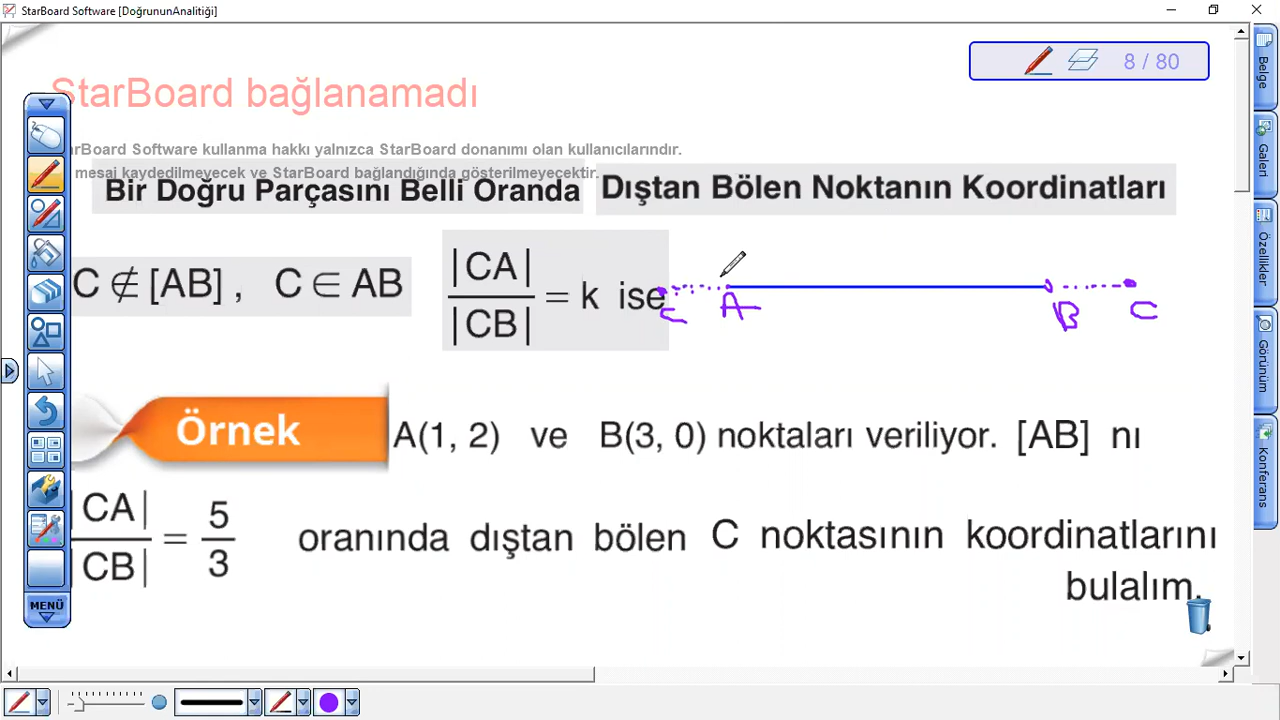 StarBoard Software [DoğrununAnalitiği]
8 / 80
StarBoard bağlanamadı
arBoard Software kullanma hakkı yalnızca StarBoard donanımı olan kullanıcılarındır.
mesaj kaydedilmeyecek ve StarBoard bağlandığında gösterilmeyecektir.
Bir Doğru Parçasını Belli Oranda Dıştan Bölen Noktanın Koordinatları
C ∉ [AB] , C ∈ AB |CA| / |CB| = k ise
C A B C
Örnek A(1, 2) ve B(3, 0) noktaları veriliyor. [AB] nı
|CA| / |CB| = 5 / 3 oranında dıştan bölen C noktasının koordinatlarını
bulalım.
MENÜ
Belge
Galeri
Özellikler
Görünüm
Konferans